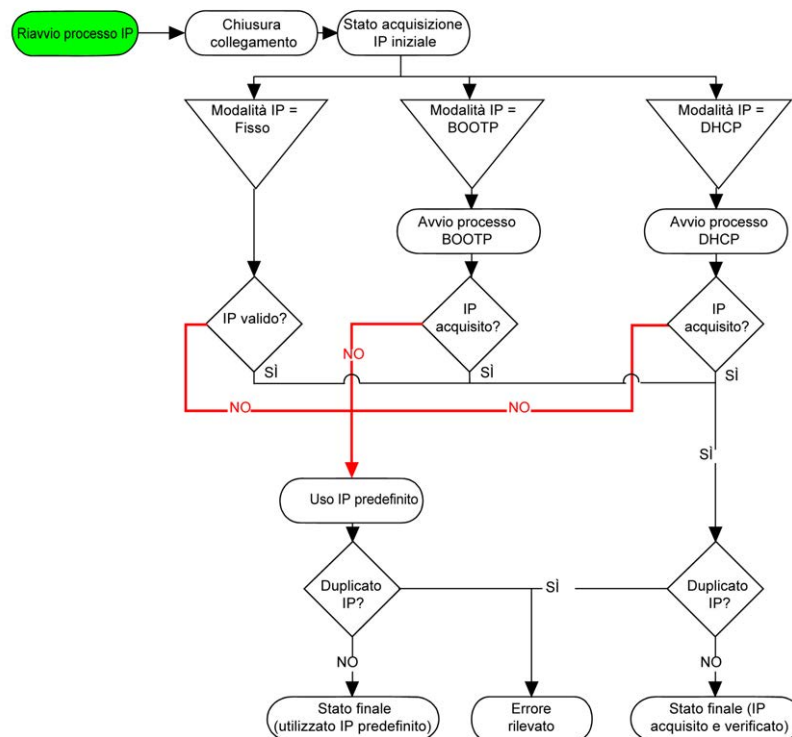 Riavvio processo IP
Chiusura
collegamento
Stato acquisizione
IP iniziale
Modalità IP =
Fisso
Modalità IP =
BOOTP
Modalità IP =
DHCP
Avvio processo
BOOTP
Avvio processo
DHCP
IP valido?
IP
acquisito?
IP
acquisito?
NO
SÌ
SÌ
SÌ
NO
NO
SÌ
Uso IP predefinito
Duplicato
IP?
SÌ
Duplicato
IP?
NO
NO
Stato finale
(utilizzato IP predefinito)
Errore
rilevato
Stato finale (IP
acquisito e verificato)